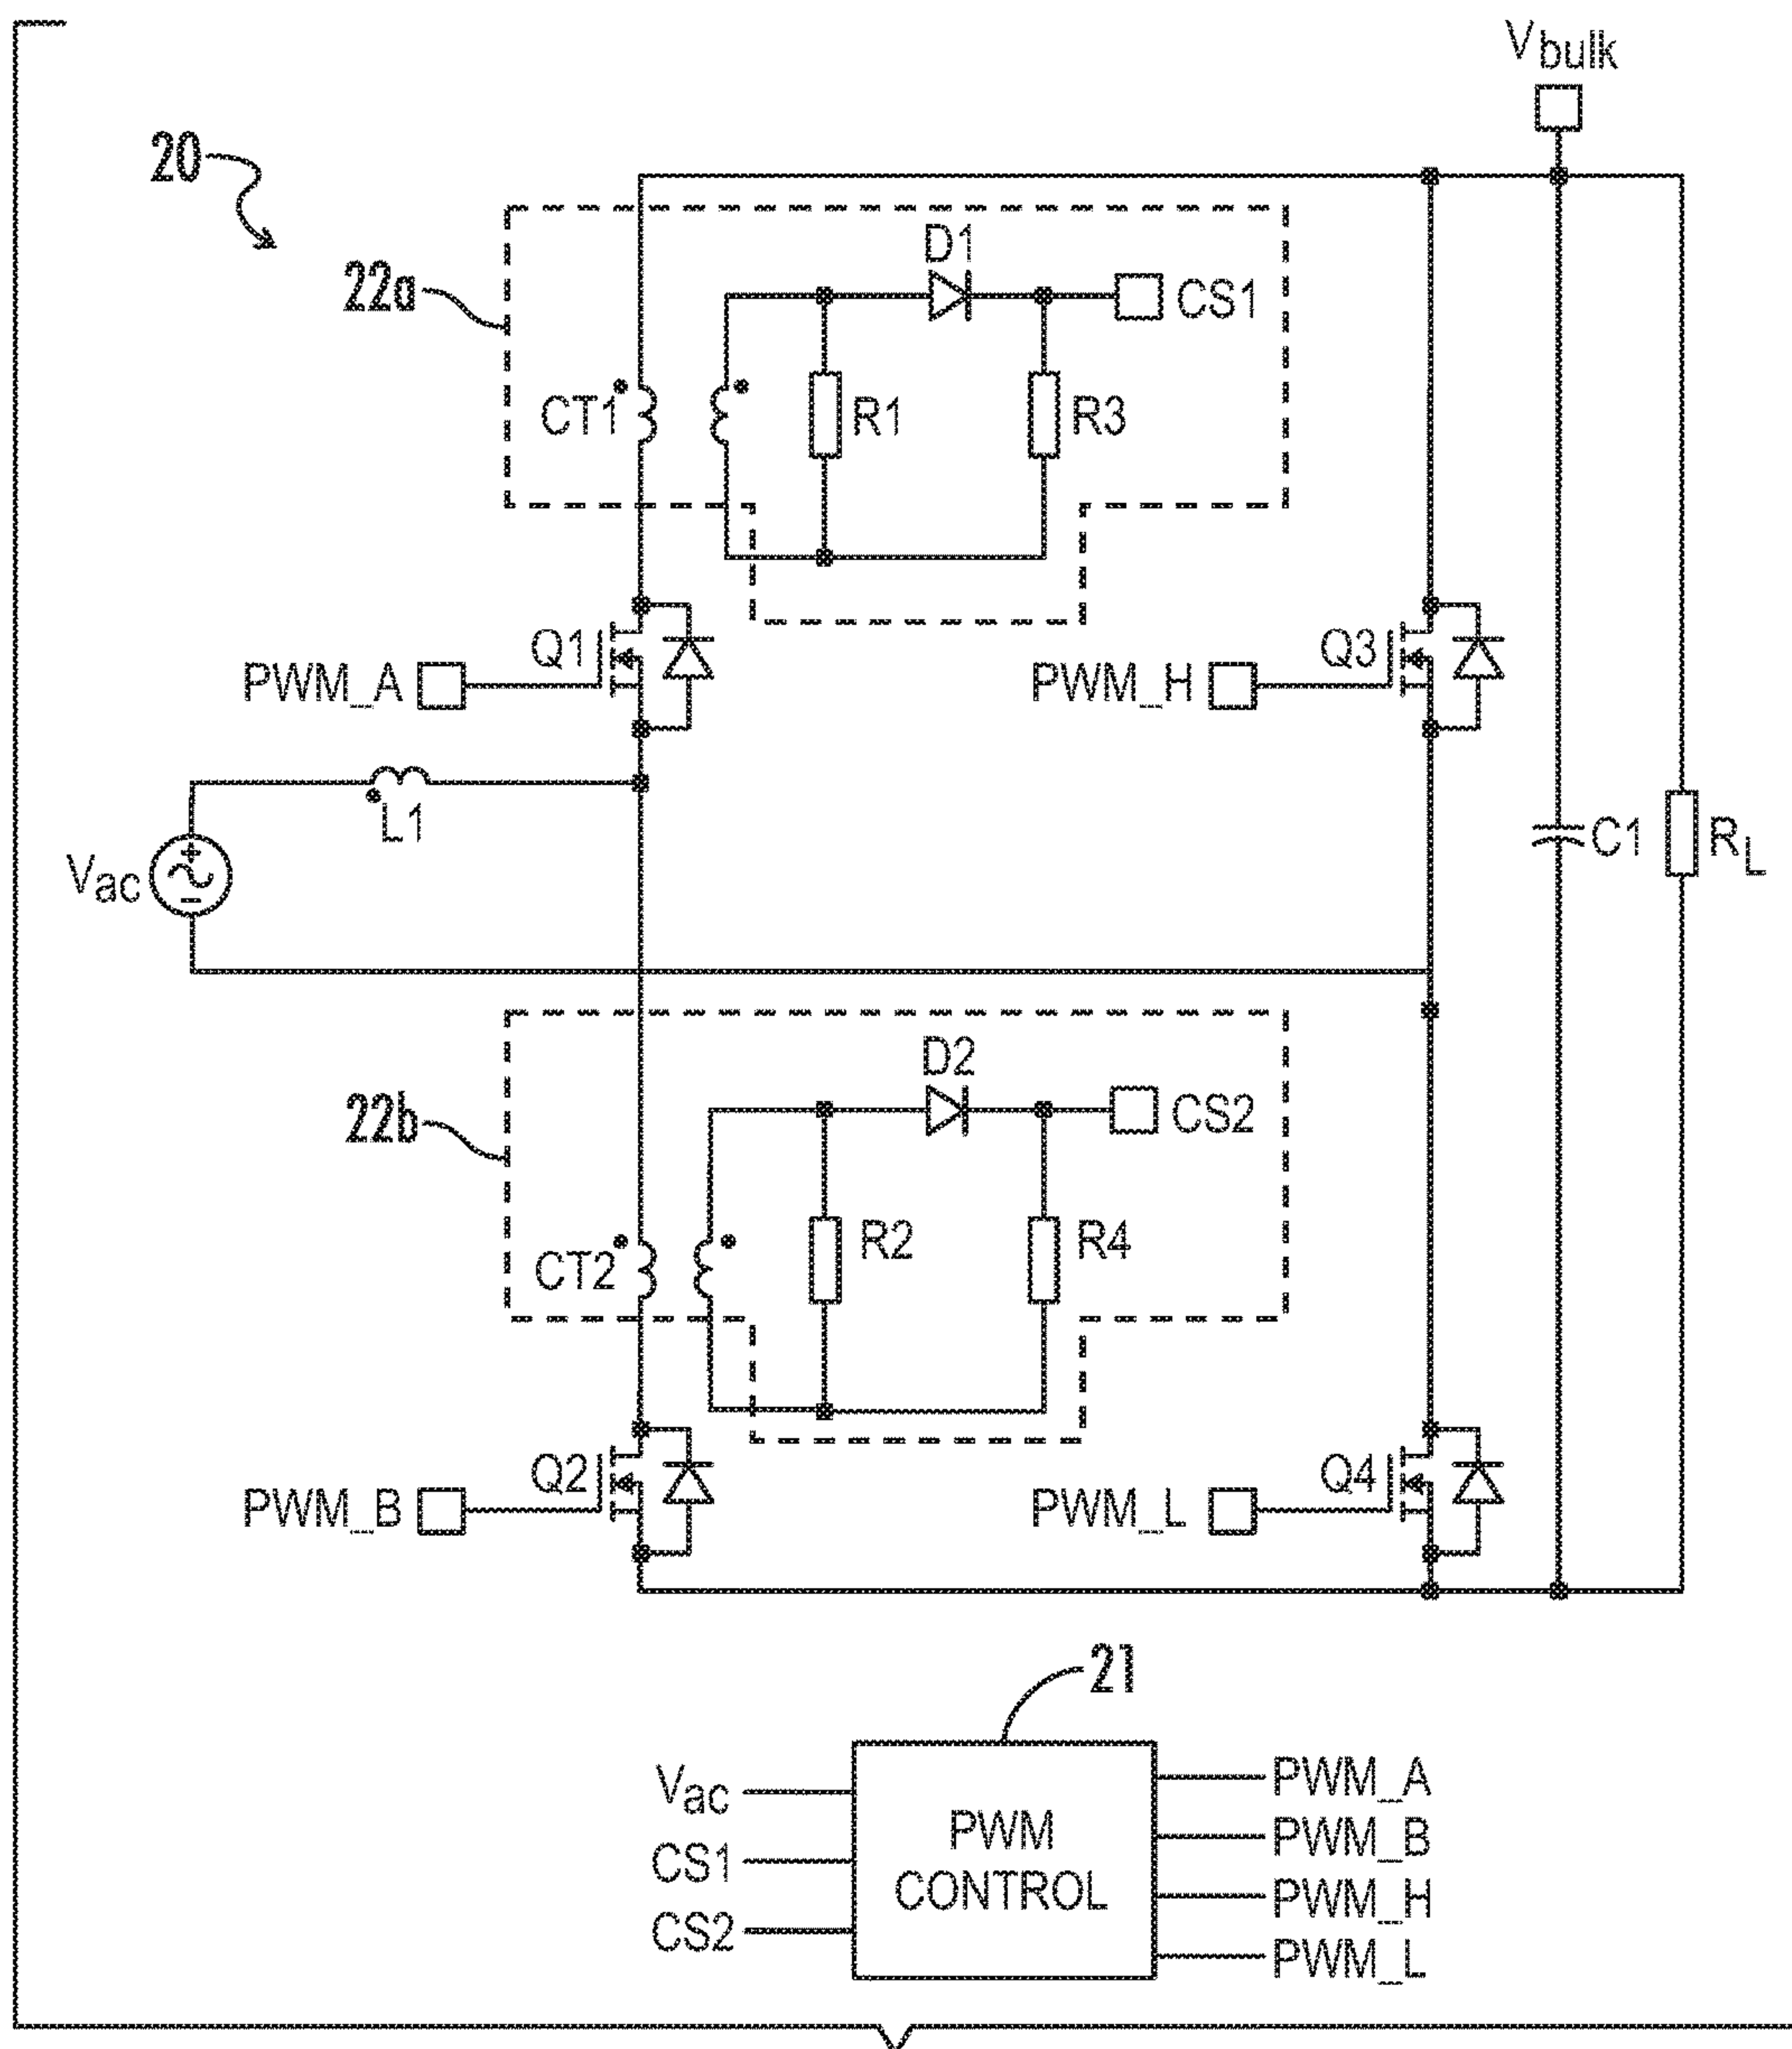 Vbulk
20
D1
22a
CS1
CT1
R1
R3
Q1
Q3
PWM_A
PWM_H
L1
Vac
+
-
C1
RL
D2
22b
CS2
CT2
R2
R4
Q2
Q4
PWM_B
PWM_L
21
Vac
CS1
CS2
PWM
CONTROL
PWM_A
PWM_B
PWM_H
PWM_L